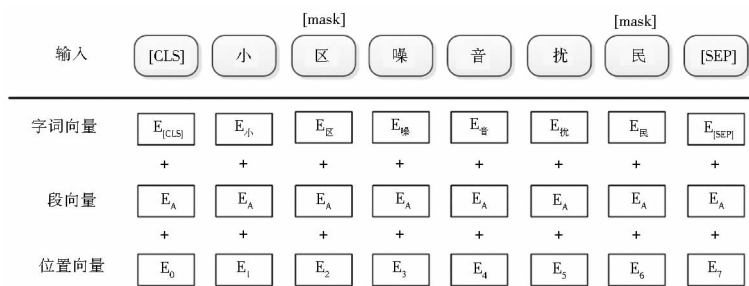 [mask] [mask]
输入 [CLS] 小 区 噪 音 扰 民 [SEP]
字词向量 E[CLS] E小 E区 E噪 E音 E扰 E民 E[SEP]
+ + + + + + + +
段向量 EA EA EA EA EA EA EA EA
+ + + + + + + +
位置向量 E0 E1 E2 E3 E4 E5 E6 E7